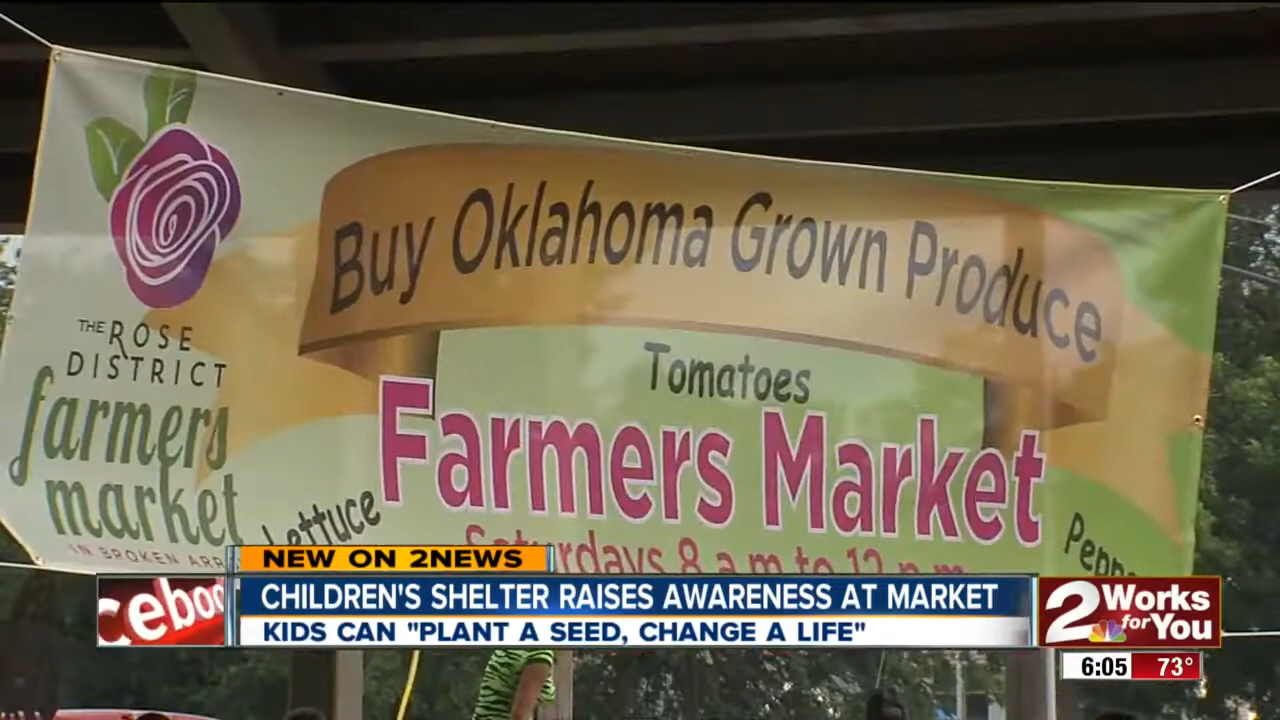 Buy Oklahoma Grown Produce
THE ROSE
DISTRICT
farmers
market
Tomatoes
Farmers Market
Lettuce
NEW ON 2NEWS
CHILDREN'S SHELTER RAISES AWARENESS AT MARKET
KIDS CAN "PLANT A SEED, CHANGE A LIFE"
2 Works
for You
6:05 73°